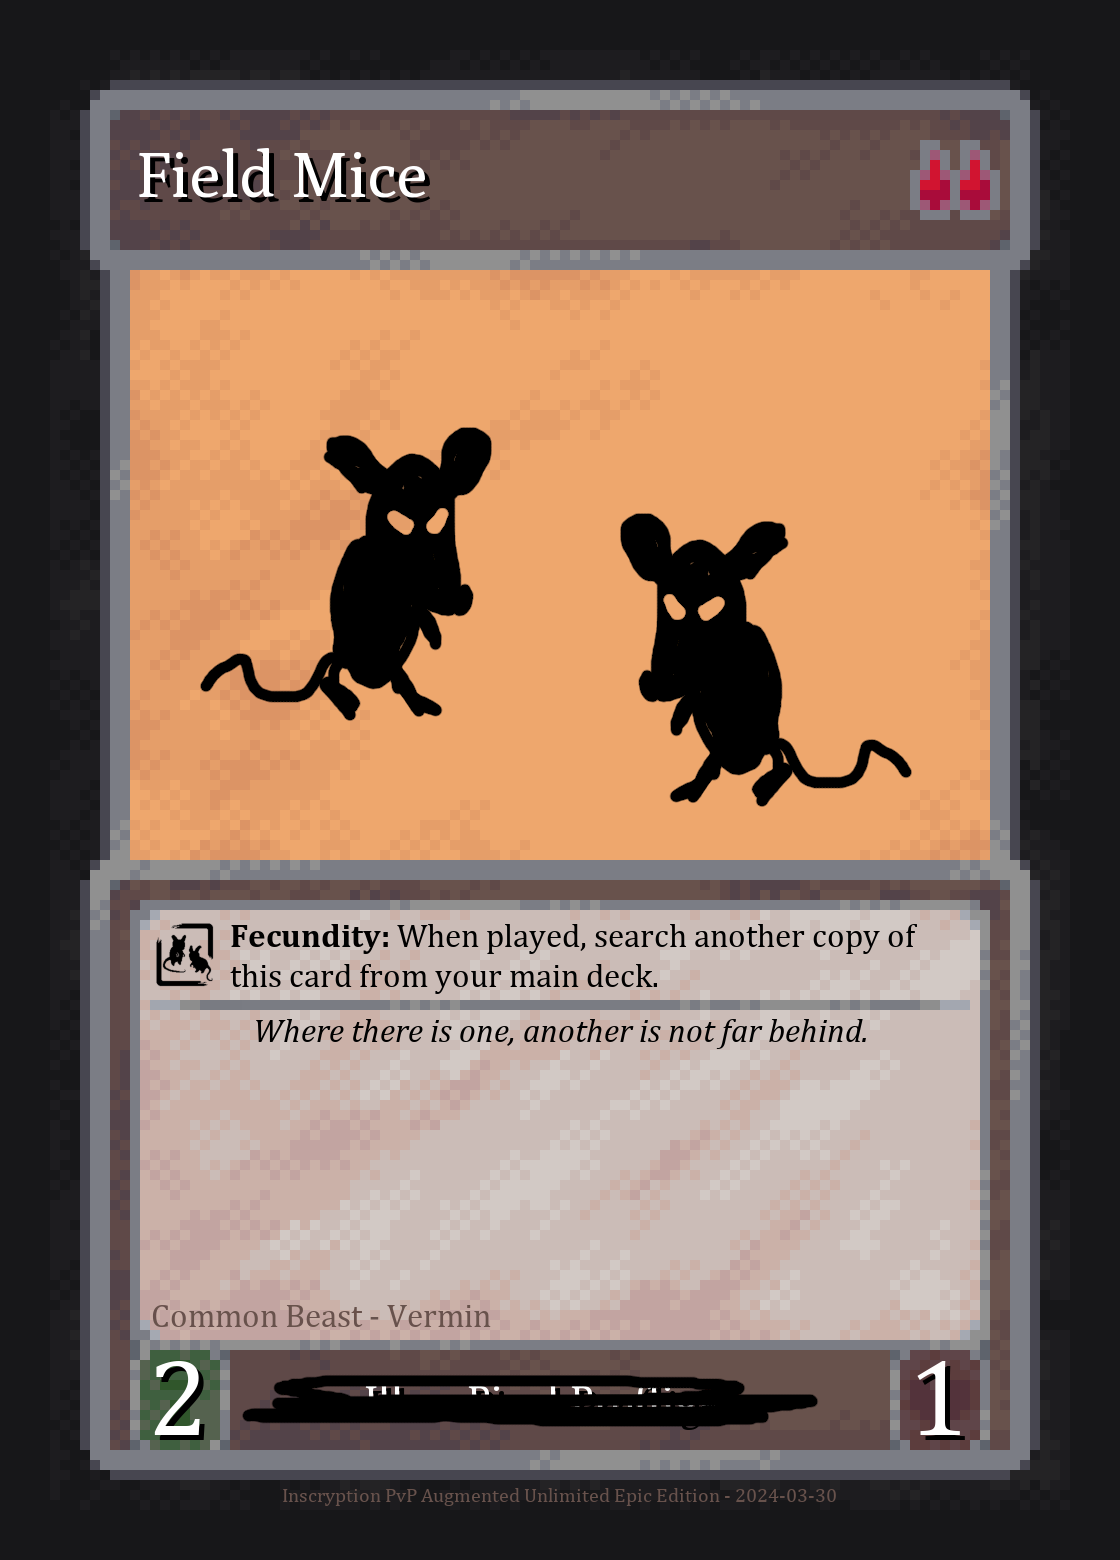 Field Mice
Fecundity: When played, search another copy of
this card from your main deck.
Where there is one, another is not far behind.
Common Beast - Vermin
2
1
Inscryption PvP Augmented Unlimited Epic Edition - 2024-03-30